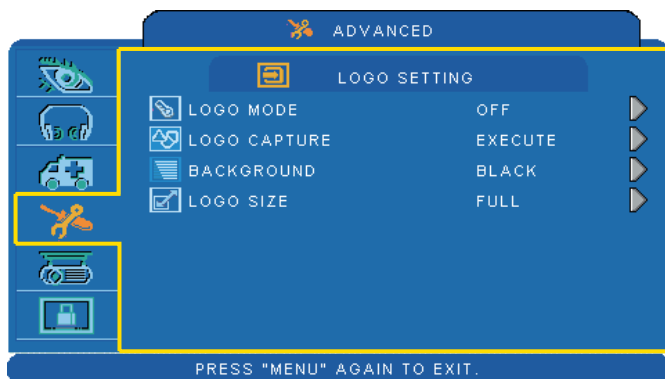 ADVANCED
LOGO SETTING
LOGO MODE OFF
LOGO CAPTURE EXECUTE
BACKGROUND BLACK
LOGO SIZE FULL
PRESS "MENU" AGAIN TO EXIT.